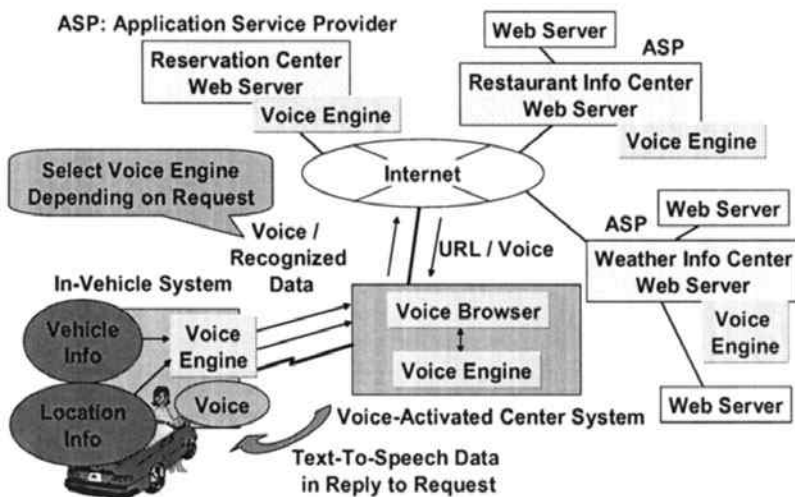 ASP: Application Service Provider
Reservation Center
Web Server
Voice Engine
Web Server
ASP
Restaurant Info Center
Web Server
Voice Engine
Internet
Select Voice Engine
Depending on Request
Voice /
Recognized
Data
URL / Voice
ASP
Web Server
Weather Info Center
Web Server
Voice
Engine
Web Server
In-Vehicle System
Vehicle
Info
Voice
Engine
Location
Info
Voice
Voice Browser
Voice Engine
Voice-Activated Center System
Text-To-Speech Data
in Reply to Request